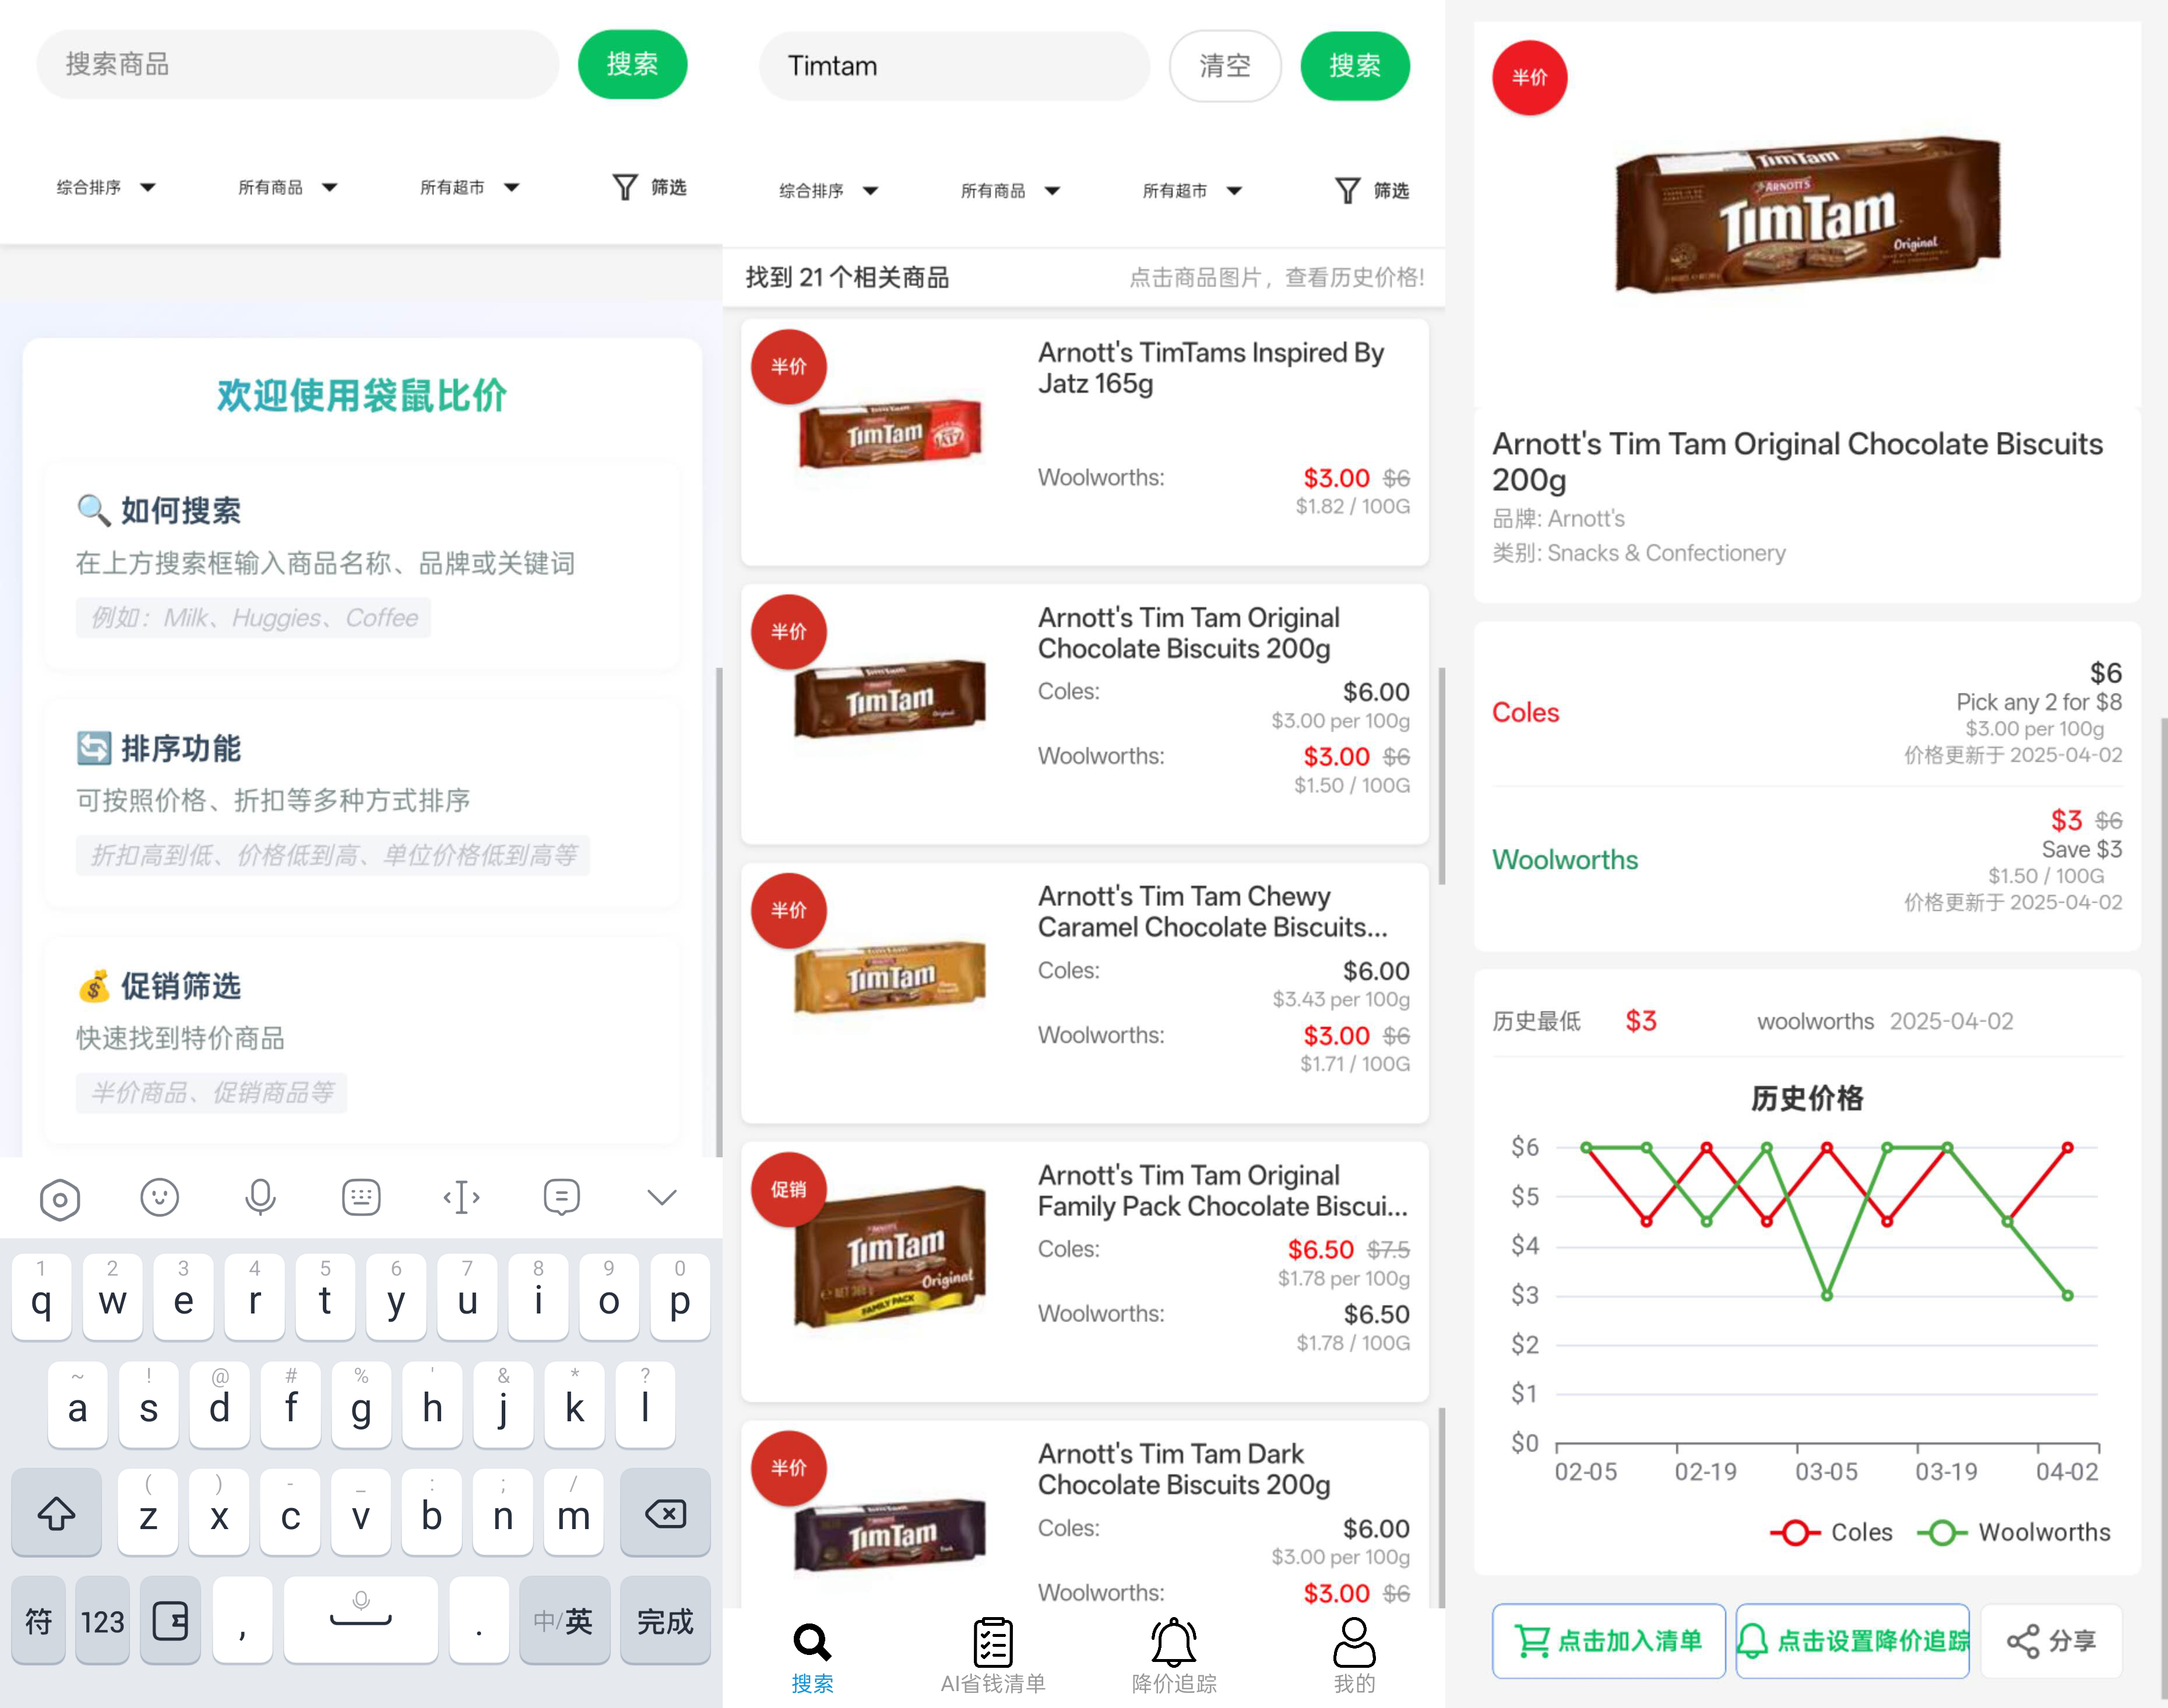 搜索商品
搜索
综合排序
所有商品
所有超市
筛选
欢迎使用袋鼠比价
如何搜索
在上方搜索框输入商品名称、品牌或关键词
例如：Milk、Huggies、Coffee
排序功能
可按照价格、折扣等多种方式排序
折扣高到低、价格低到高、单位价格低到高等
促销筛选
快速找到特价商品
半价商品、促销商品等
1 2 3 4 5 6 7 8 9 0
q w e r t y u i o p
~ ! @ # % ' & * ?
a s d f g h j k l
( ) - _ : ; /
z x c v b n m
符 123 , . 中/英 完成
Timtam
清空
搜索
综合排序
所有商品
所有超市
筛选
找到 21 个相关商品
点击商品图片，查看历史价格!
半价
TimTam
Arnott's TimTams Inspired By
Jatz 165g
Woolworths: $3.00 $6
$1.82 / 100G
半价
TimTam
Arnott's Tim Tam Original
Chocolate Biscuits 200g
Coles: $6.00
$3.00 per 100g
Woolworths: $3.00 $6
$1.50 / 100G
半价
TimTam
Arnott's Tim Tam Chewy
Caramel Chocolate Biscuits...
Coles: $6.00
$3.43 per 100g
Woolworths: $3.00 $6
$1.71 / 100G
促销
TimTam
Original
FAMILY PACK
Arnott's Tim Tam Original
Family Pack Chocolate Biscui...
Coles: $6.50 $7.5
$1.78 per 100g
Woolworths: $6.50
$1.78 / 100G
半价
TimTam
Arnott's Tim Tam Dark
Chocolate Biscuits 200g
Coles: $6.00
$3.00 per 100g
Woolworths: $3.00 $6
搜索
AI省钱清单
降价追踪
我的
半价
TimTam
ARNOTT'S
TimTam
Original
Arnott's Tim Tam Original Chocolate Biscuits
200g
品牌: Arnott's
类别: Snacks & Confectionery
Coles
$6
Pick any 2 for $8
$3.00 per 100g
价格更新于 2025-04-02
Woolworths
$3 $6
Save $3
$1.50 / 100G
价格更新于 2025-04-02
历史最低 $3 woolworths 2025-04-02
历史价格
$6
$5
$4
$3
$2
$1
$0
02-05 02-19 03-05 03-19 04-02
Coles Woolworths
点击加入清单
点击设置降价追踪
分享